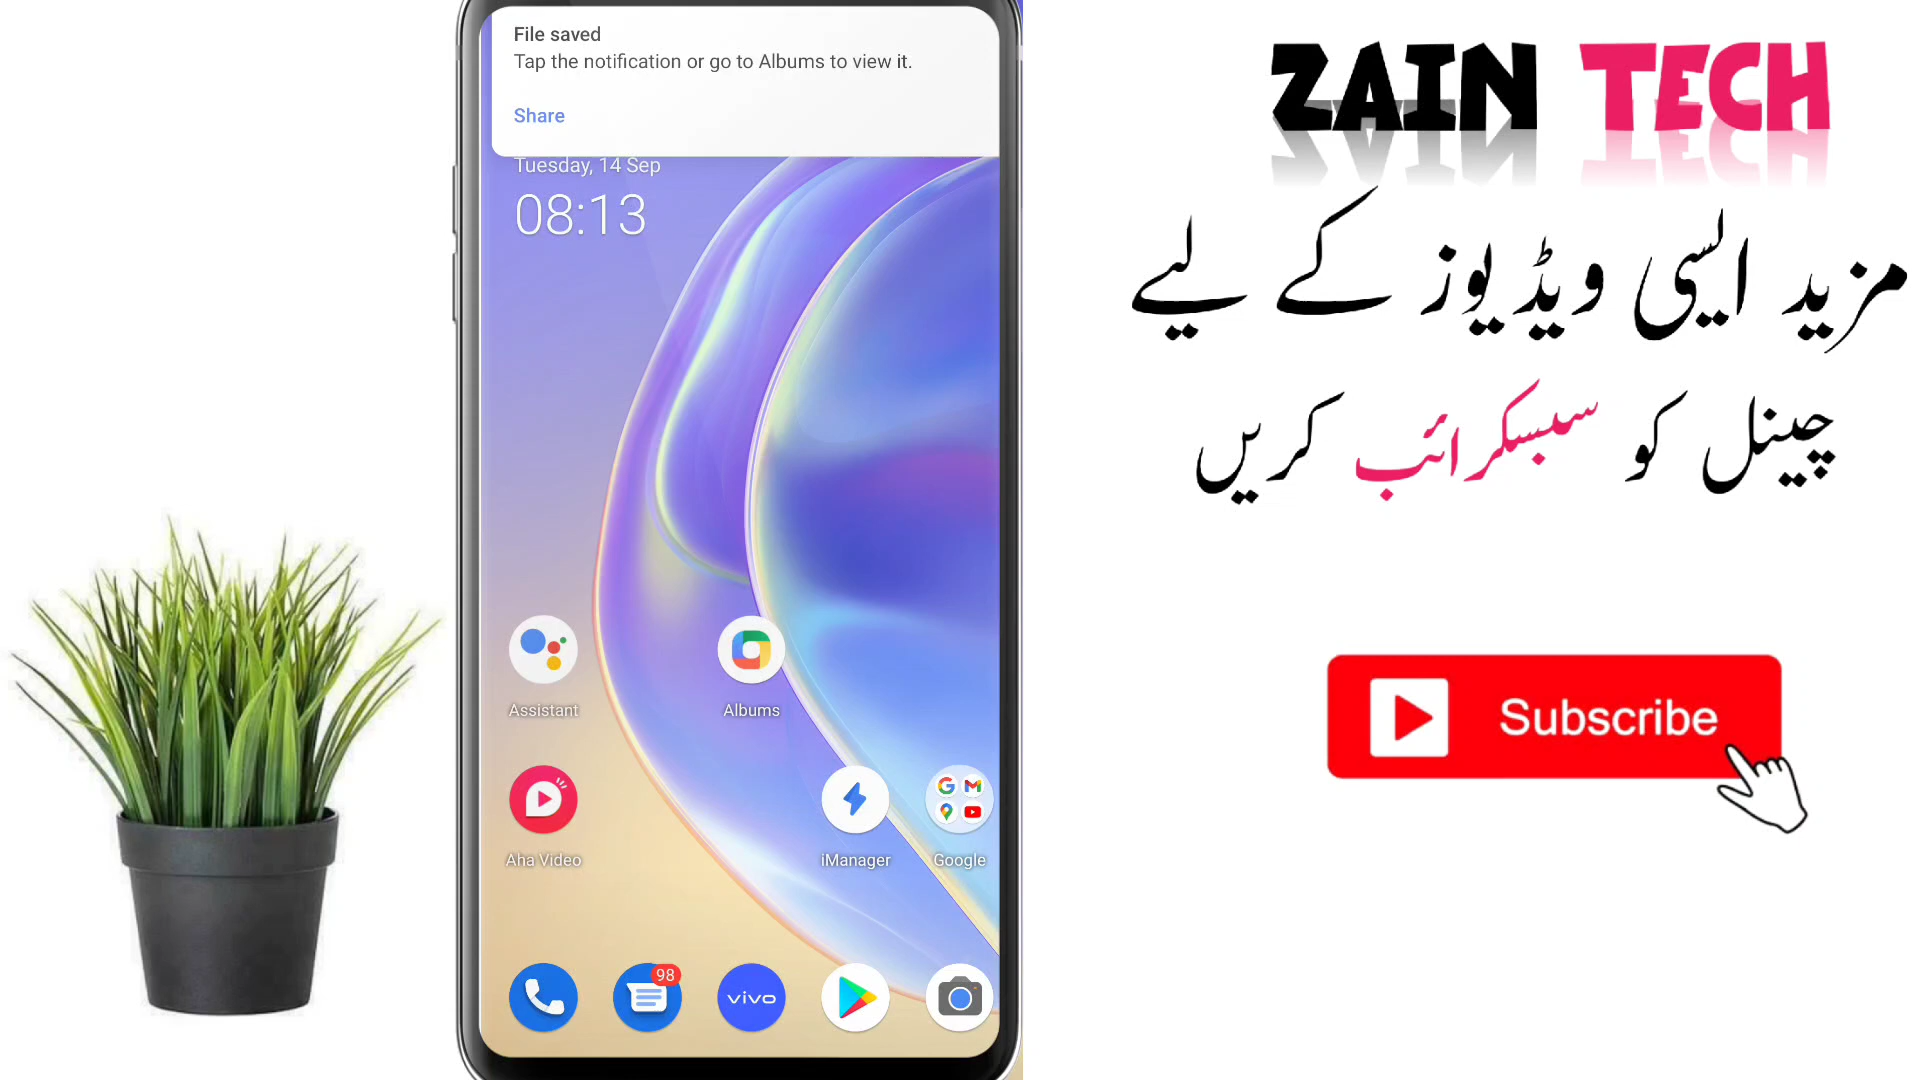 File saved
Tap the notification or go to Albums to view it.
Share
Tuesday, 14 Sep
08:13
Assistant
Albums
Aha Video
iManager
Google
98
vivo
ZAIN TECH
مزید ایسی ویڈیوز کے لیے
چینل کو سبسکرائب کریں
Subscribe